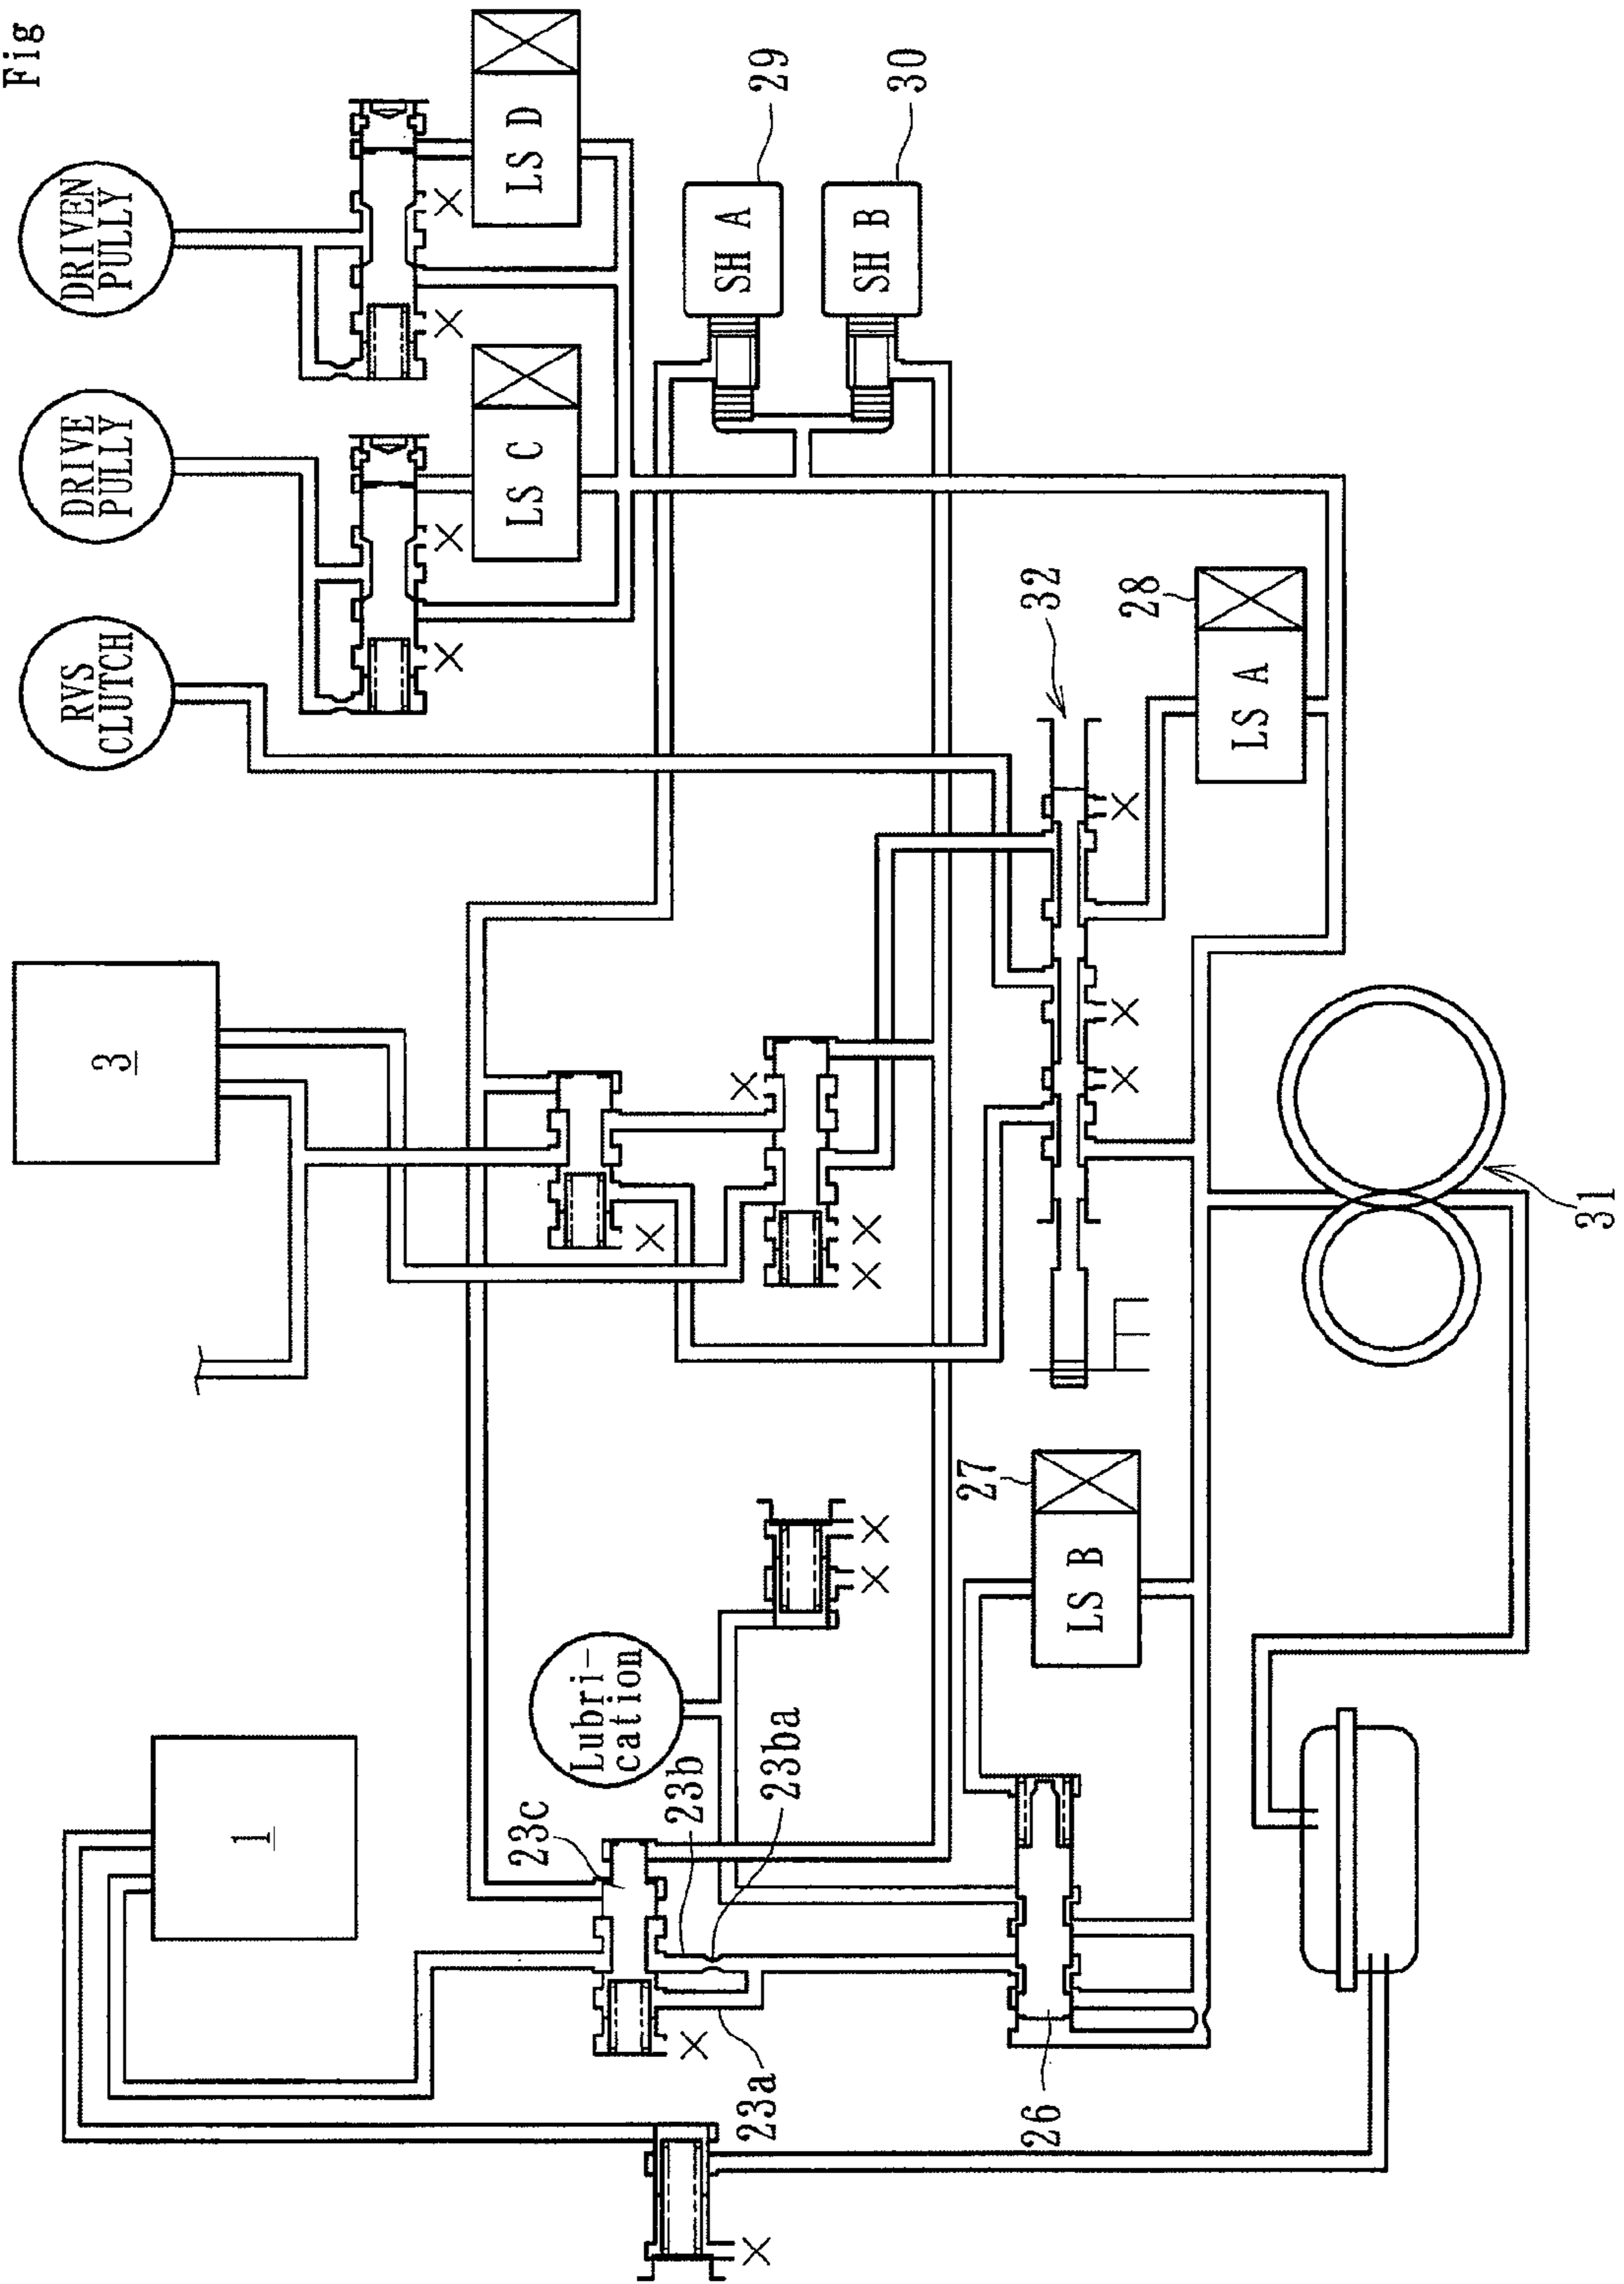 Fig
DRIVEN
PULLY
DRIVE
PULLY
RVS
CLUTCH
LS D
LS C
29
SH A
30
SH B
3
32
28
LS A
31
27
LS B
Lubri-
cation
1
23c
23b
23ba
23a
26